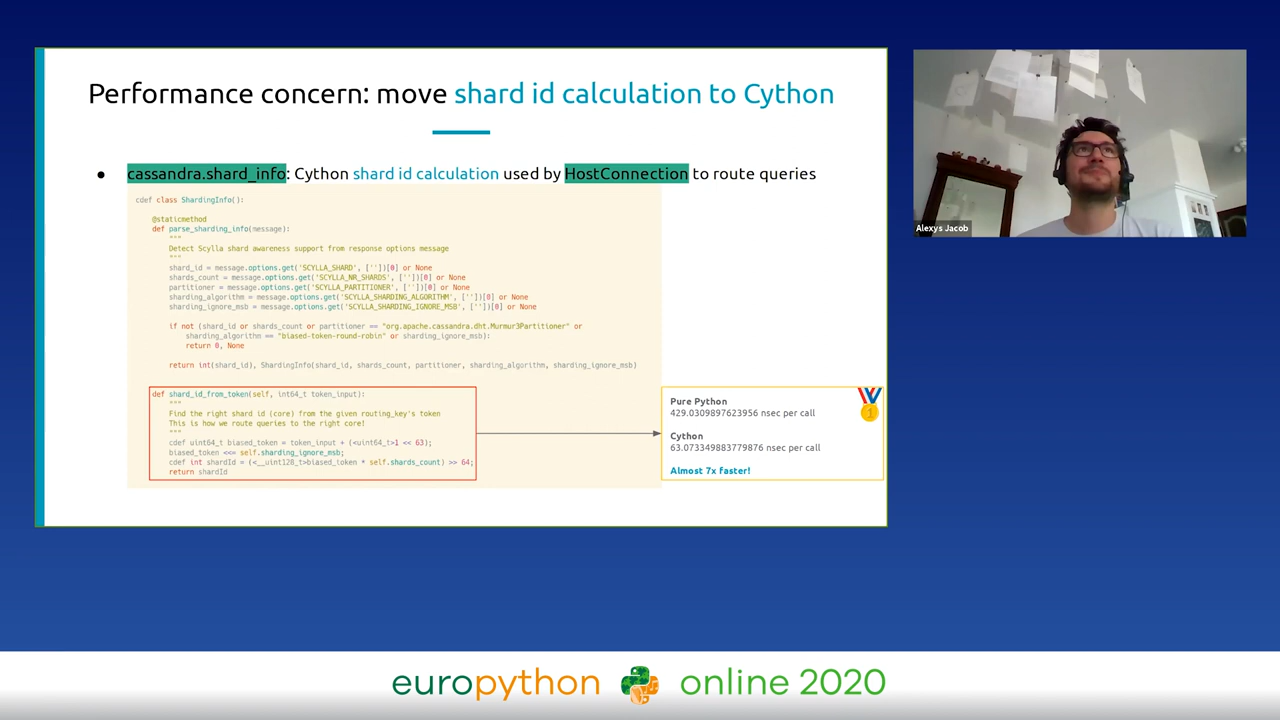 Performance concern: move shard id calculation to Cython
● cassandra.shard_info: Cython shard id calculation used by HostConnection to route queries
cdef class ShardingInfo():
@staticmethod
def parse_sharding_info(message):
"""
Detect Scylla shard awareness support from response options message
"""
shard_id = message.options.get('SCYLLA_SHARD', [''])[0] or None
shards_count = message.options.get('SCYLLA_NR_SHARDS', [''])[0] or None
partitioner = message.options.get('SCYLLA_PARTITIONER', [''])[0] or None
sharding_algorithm = message.options.get('SCYLLA_SHARDING_ALGORITHM', [''])[0] or None
sharding_ignore_msb = message.options.get('SCYLLA_SHARDING_IGNORE_MSB', [''])[0] or None
if not (shard_id or shards_count or partitioner == "org.apache.cassandra.dht.Murmur3Partitioner" or
sharding_algorithm == "biased-token-round-robin" or sharding_ignore_msb):
return 0, None
return int(shard_id), ShardingInfo(shard_id, shards_count, partitioner, sharding_algorithm, sharding_ignore_msb)
def shard_id_from_token(self, int64_t token_input):
"""
Find the right shard id (core) from the given routing_key's token
This is how we route queries to the right core!
"""
cdef uint64_t biased_token = token_input + (<uint64_t>1 << 63);
biased_token <<= self.sharding_ignore_msb;
cdef int shardId = (<__uint128_t>biased_token * self.shards_count) >> 64;
return shardId
Pure Python
429.0309897623956 nsec per call
Cython
63.073349883779876 nsec per call
Almost 7x faster!
1
Alexys Jacob
europython online 2020